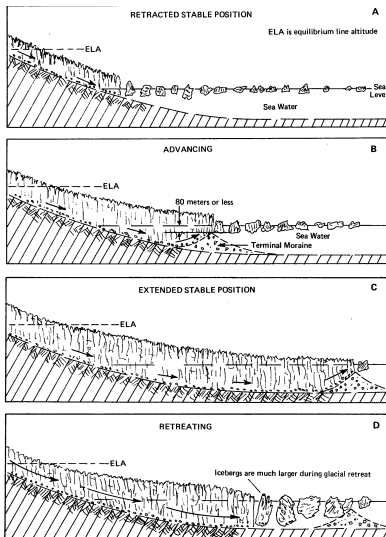 RETRACTED STABLE POSITION
A
ELA is equilibrium line altitude
ELA
Sea Level
Sea Water
ADVANCING
B
ELA
80 meters or less
Sea Water
Terminal Moraine
EXTENDED STABLE POSITION
C
ELA
RETREATING
D
ELA
Icebergs are much larger during glacial retreat